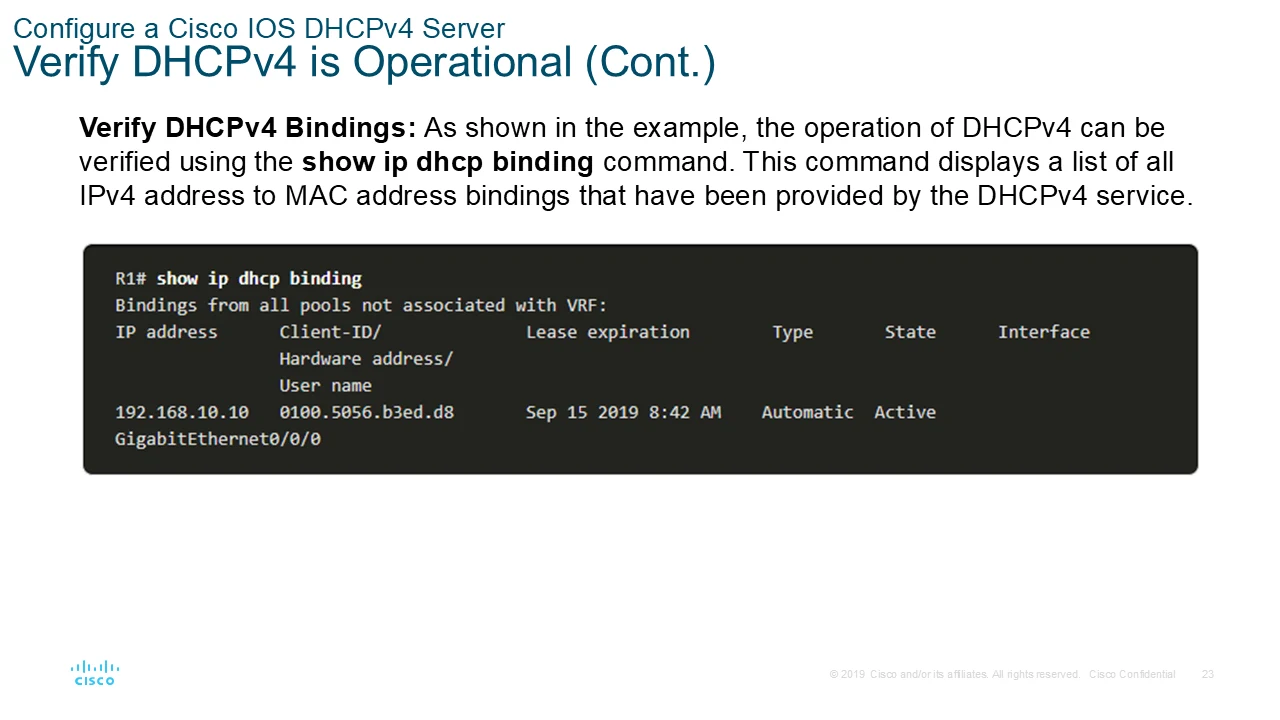 Configure a Cisco IOS DHCPv4 Server
Verify DHCPv4 is Operational (Cont.)
Verify DHCPv4 Bindings: As shown in the example, the operation of DHCPv4 can be
verified using the show ip dhcp binding command. This command displays a list of all
IPv4 address to MAC address bindings that have been provided by the DHCPv4 service.
R1# show ip dhcp binding
Bindings from all pools not associated with VRF:
IP address Client-ID/ Lease expiration Type State Interface
Hardware address/
User name
192.168.10.10 0100.5056.b3ed.d8 Sep 15 2019 8:42 AM Automatic Active
GigabitEthernet0/0/0
CISCO
© 2019 Cisco and/or its affiliates. All rights reserved. Cisco Confidential 23